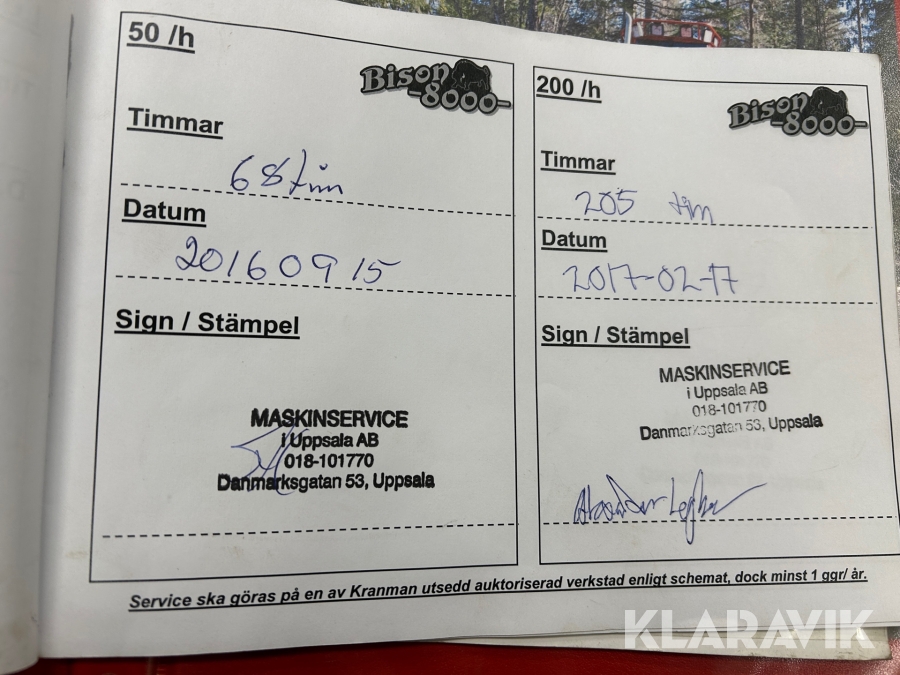 50 /h
Bison
-8000-
Timmar
68 tim
Datum
20160915
Sign / Stämpel
MASKINSERVICE
i Uppsala AB
018-101770
Danmarksgatan 53, Uppsala
200 /h
Bison
-8000-
Timmar
205 tim
Datum
2017-02-17
Sign / Stämpel
MASKINSERVICE
i Uppsala AB
018-101770
Danmarksgatan 53, Uppsala
Service ska göras på en av Kranman utsedd auktoriserad verkstad enligt schemat, dock minst 1 ggr/ år.
KLARAVIK